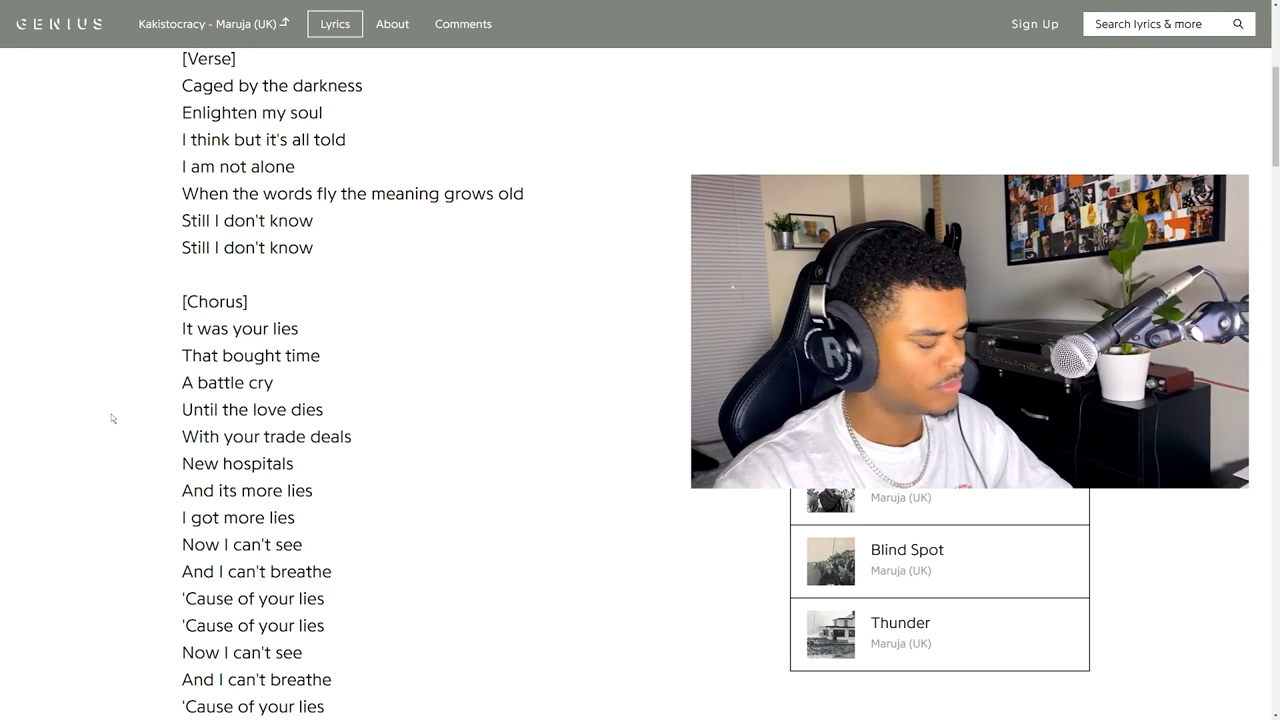 GENIUS
Kakistocracy - Maruja (UK)
Lyrics
About
Comments
Sign Up
Search lyrics & more
[Verse]
Caged by the darkness
Enlighten my soul
I think but it's all told
I am not alone
When the words fly the meaning grows old
Still I don't know
Still I don't know
[Chorus]
It was your lies
That bought time
A battle cry
Until the love dies
With your trade deals
New hospitals
And its more lies
I got more lies
Now I can't see
And I can't breathe
'Cause of your lies
'Cause of your lies
Now I can't see
And I can't breathe
'Cause of your lies
R
Maruja (UK)
Blind Spot
Maruja (UK)
Thunder
Maruja (UK)